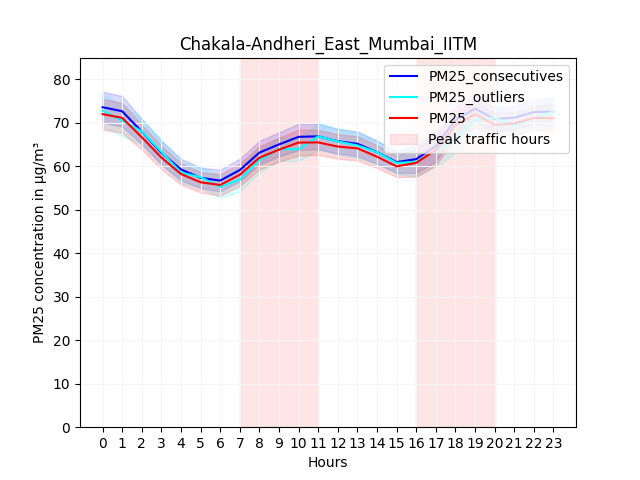 Chakala-Andheri_East_Mumbai_IITM
PM25_consecutives
PM25_outliers
PM25
Peak traffic hours
PM25 concentration in µg/m³
80
70
60
50
40
30
20
10
0
0 1 2 3 4 5 6 7 8 9 10 11 12 13 14 15 16 17 18 19 20 21 22 23
Hours